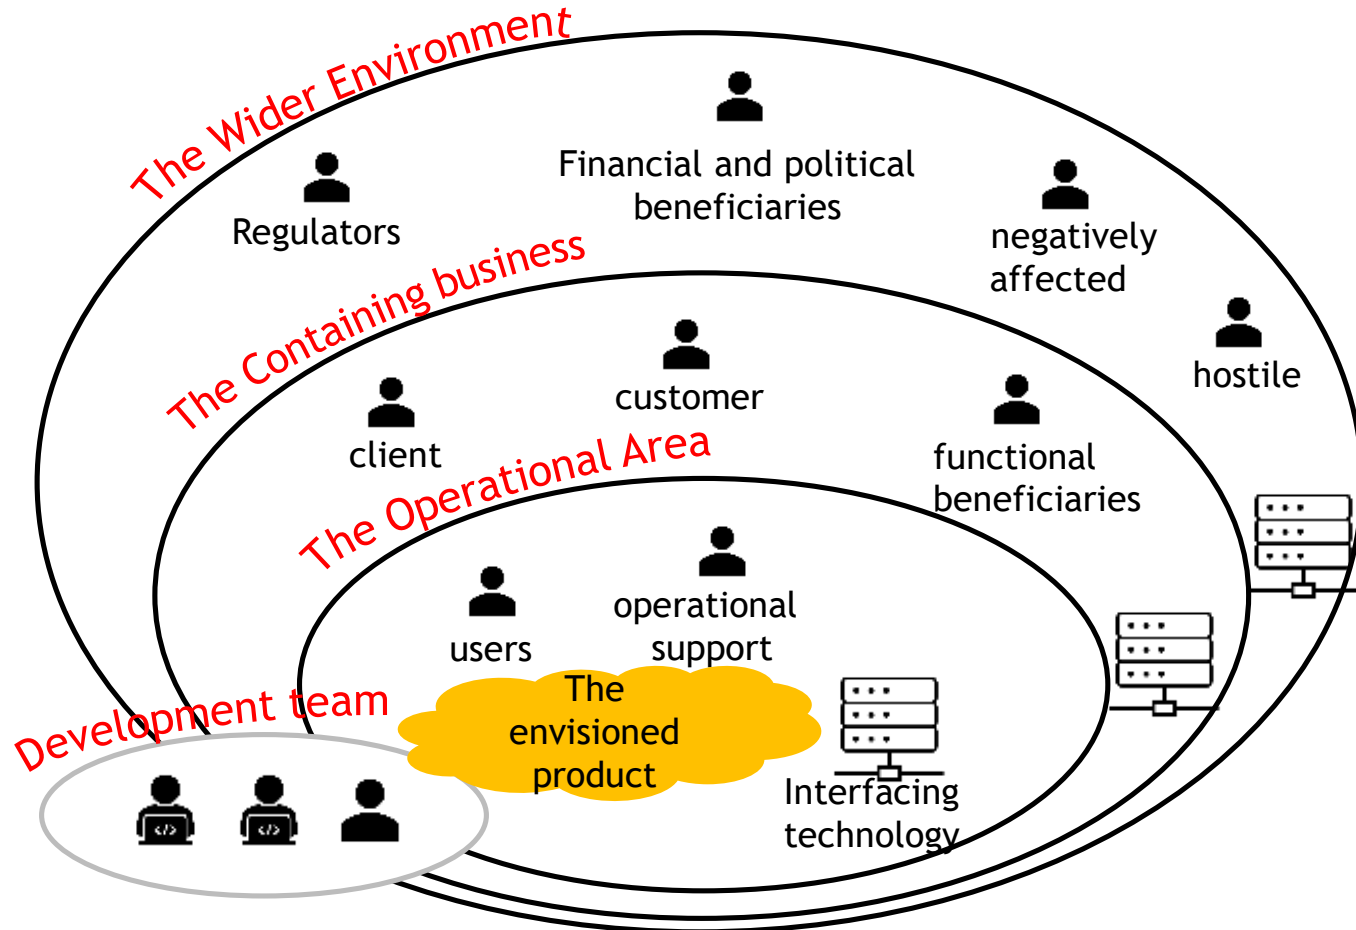 The Wider Environment
Financial and political
beneficiaries
Regulators
negatively
affected
hostile
The Containing business
customer
client
functional
beneficiaries
The Operational Area
operational
support
users
The
envisioned
product
Interfacing
technology
Development team